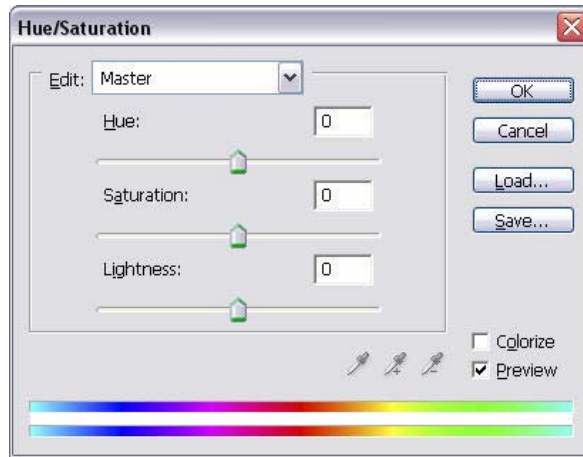 Hue/Saturation
Edit: Master
OK
Hue: 0
Cancel
Load...
Saturation: 0
Save...
Lightness: 0
Colorize
Preview